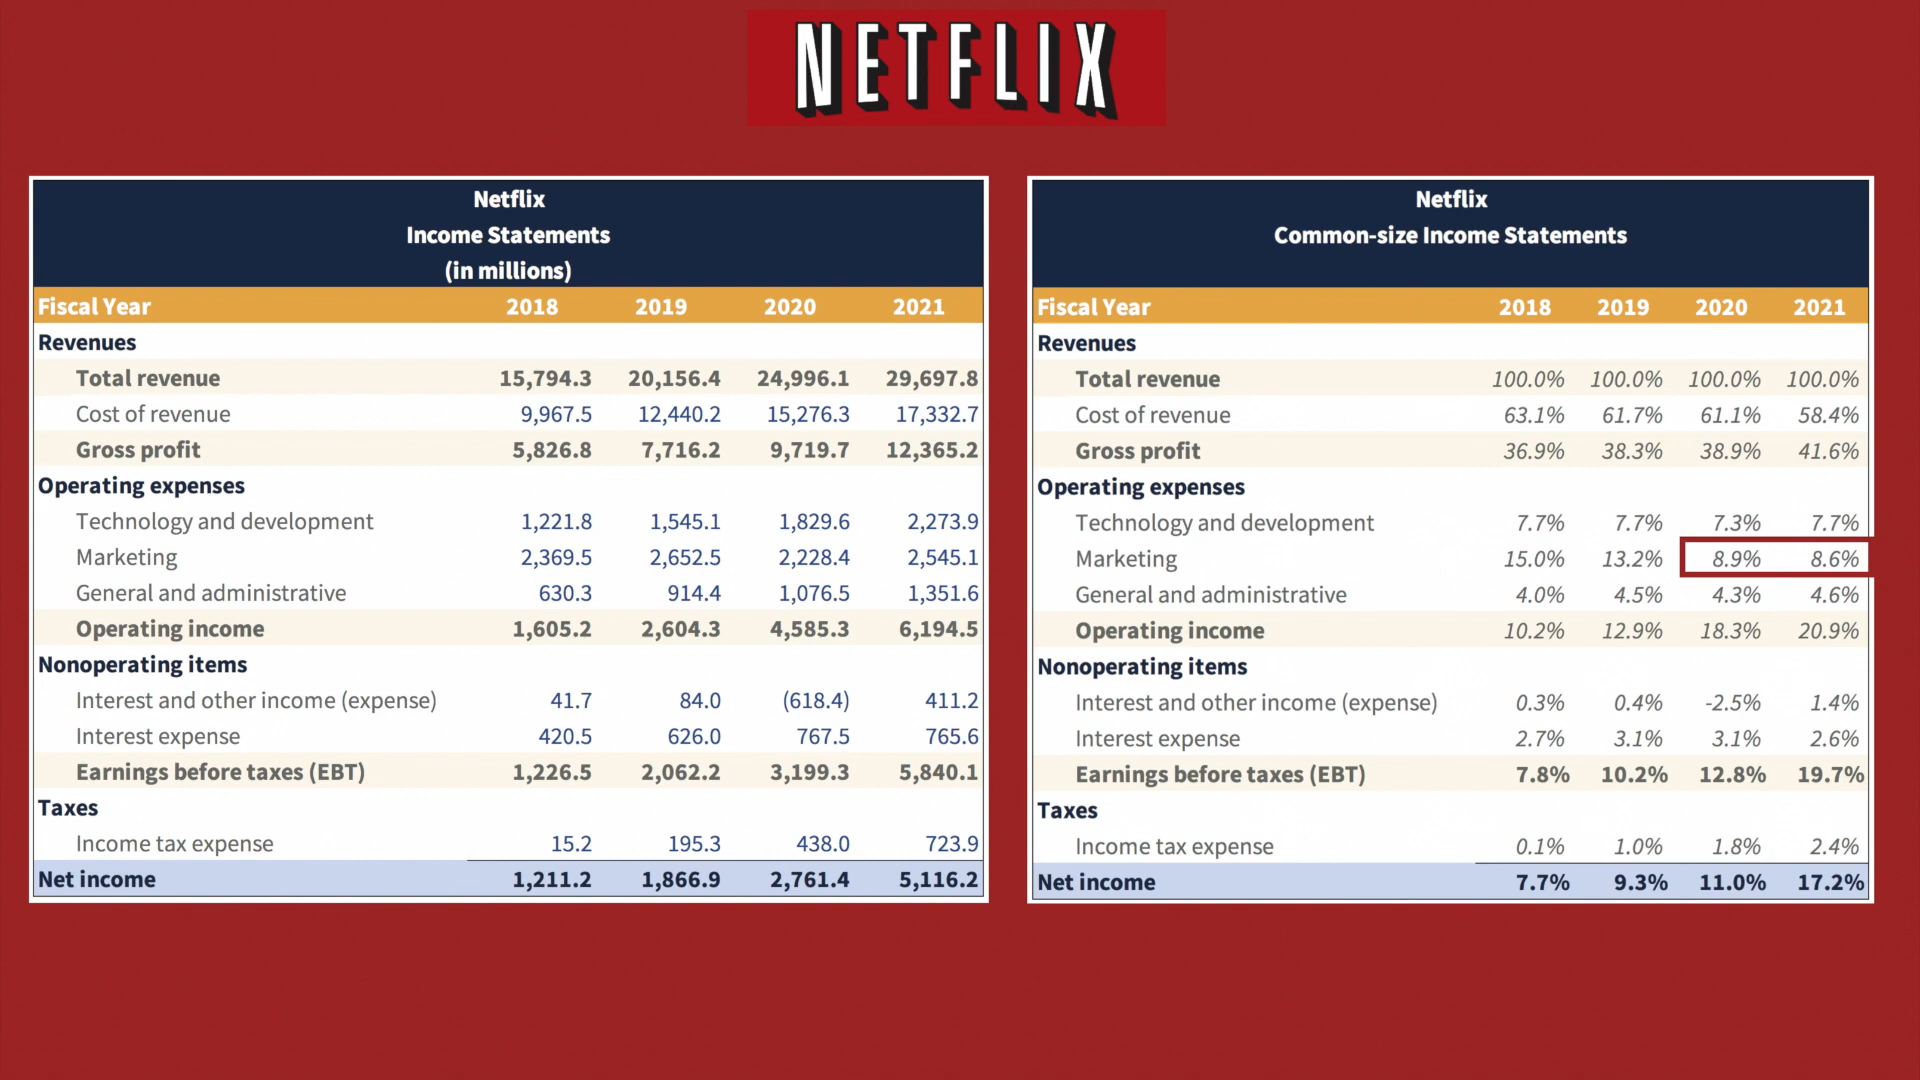 NETFLIX
Netflix
Income Statements
(in millions)
Fiscal Year 2018 2019 2020 2021
Revenues
Total revenue 15,794.3 20,156.4 24,996.1 29,697.8
Cost of revenue 9,967.5 12,440.2 15,276.3 17,332.7
Gross profit 5,826.8 7,716.2 9,719.7 12,365.2
Operating expenses
Technology and development 1,221.8 1,545.1 1,829.6 2,273.9
Marketing 2,369.5 2,652.5 2,228.4 2,545.1
General and administrative 630.3 914.4 1,076.5 1,351.6
Operating income 1,605.2 2,604.3 4,585.3 6,194.5
Nonoperating items
Interest and other income (expense) 41.7 84.0 (618.4) 411.2
Interest expense 420.5 626.0 767.5 765.6
Earnings before taxes (EBT) 1,226.5 2,062.2 3,199.3 5,840.1
Taxes
Income tax expense 15.2 195.3 438.0 723.9
Net income 1,211.2 1,866.9 2,761.4 5,116.2
Netflix
Common-size Income Statements
Fiscal Year 2018 2019 2020 2021
Revenues
Total revenue 100.0% 100.0% 100.0% 100.0%
Cost of revenue 63.1% 61.7% 61.1% 58.4%
Gross profit 36.9% 38.3% 38.9% 41.6%
Operating expenses
Technology and development 7.7% 7.7% 7.3% 7.7%
Marketing 15.0% 13.2% 8.9% 8.6%
General and administrative 4.0% 4.5% 4.3% 4.6%
Operating income 10.2% 12.9% 18.3% 20.9%
Nonoperating items
Interest and other income (expense) 0.3% 0.4% -2.5% 1.4%
Interest expense 2.7% 3.1% 3.1% 2.6%
Earnings before taxes (EBT) 7.8% 10.2% 12.8% 19.7%
Taxes
Income tax expense 0.1% 1.0% 1.8% 2.4%
Net income 7.7% 9.3% 11.0% 17.2%